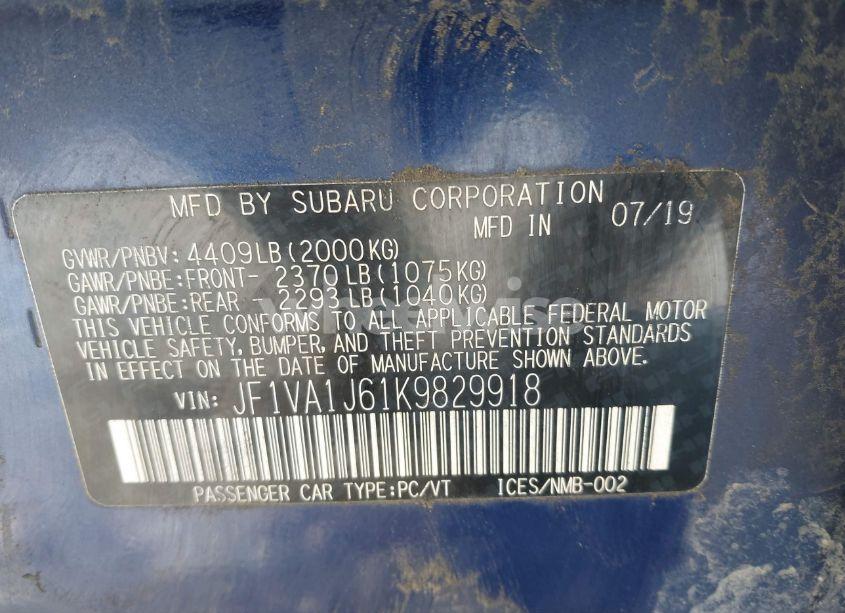 MFD BY SUBARU CORPORATION
MFD IN 07/19
GVWR/PNBV: 4409LB(2000KG)
GAWR/PNBE:FRONT- 2370LB(1075KG)
GAWR/PNBE:REAR - 2293LB(1040KG)
THIS VEHICLE CONFORMS TO ALL APPLICABLE FEDERAL MOTOR
VEHICLE SAFETY, BUMPER, AND THEFT PREVENTION STANDARDS
IN EFFECT ON THE DATE OF MANUFACTURE SHOWN ABOVE.
VIN: JF1VA1J61K9829918
PASSENGER CAR TYPE:PC/VT ICES/NMB-002